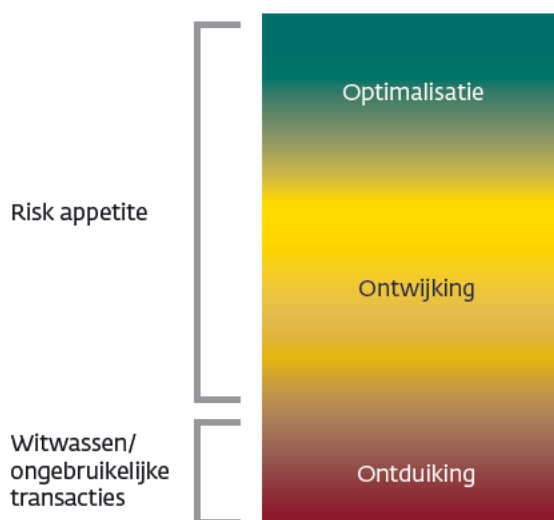 Optimalisatie
Risk appetite
Ontwijking
Witwassen/
ongebruikelijke
transacties
Ontduiking